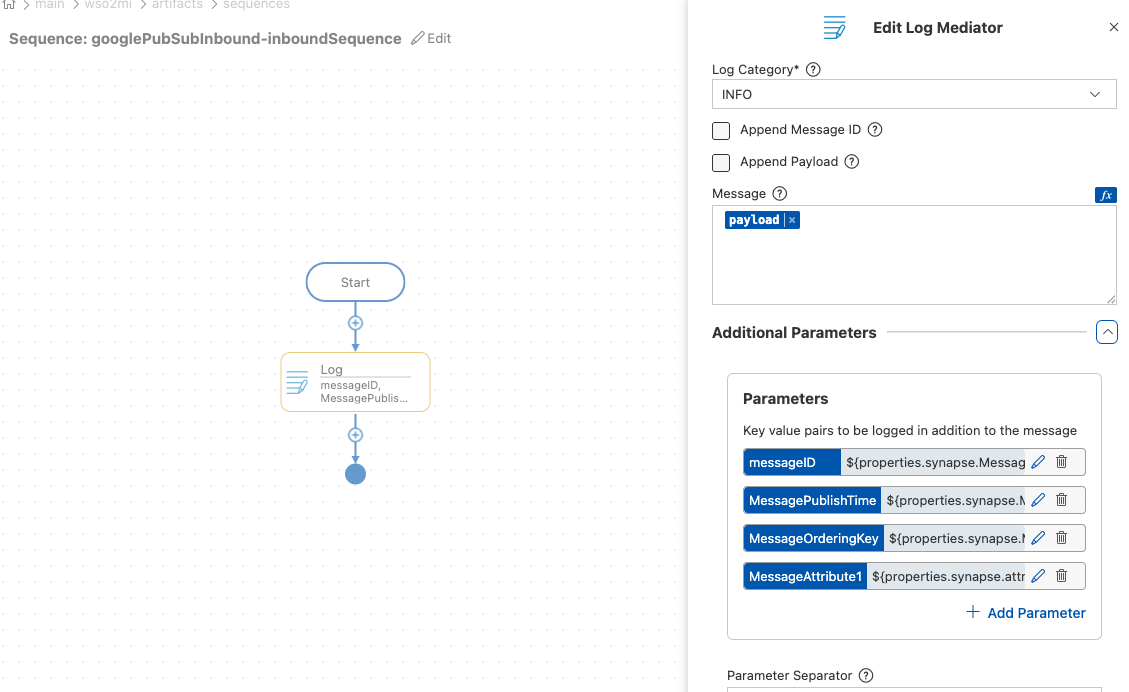 main > wso2mi > artifacts > sequences
Sequence: googlePubSubInbound-inboundSequence Edit
Start
Log
messageID,
MessagePublis...
Edit Log Mediator
Log Category*
INFO
Append Message ID
Append Payload
Message
fx
payload ×
Additional Parameters
Parameters
Key value pairs to be logged in addition to the message
messageID ${properties.synapse.Messag
MessagePublishTime ${properties.synapse.M
MessageOrderingKey ${properties.synapse.M
MessageAttribute1 ${properties.synapse.attr
Add Parameter
Parameter Separator